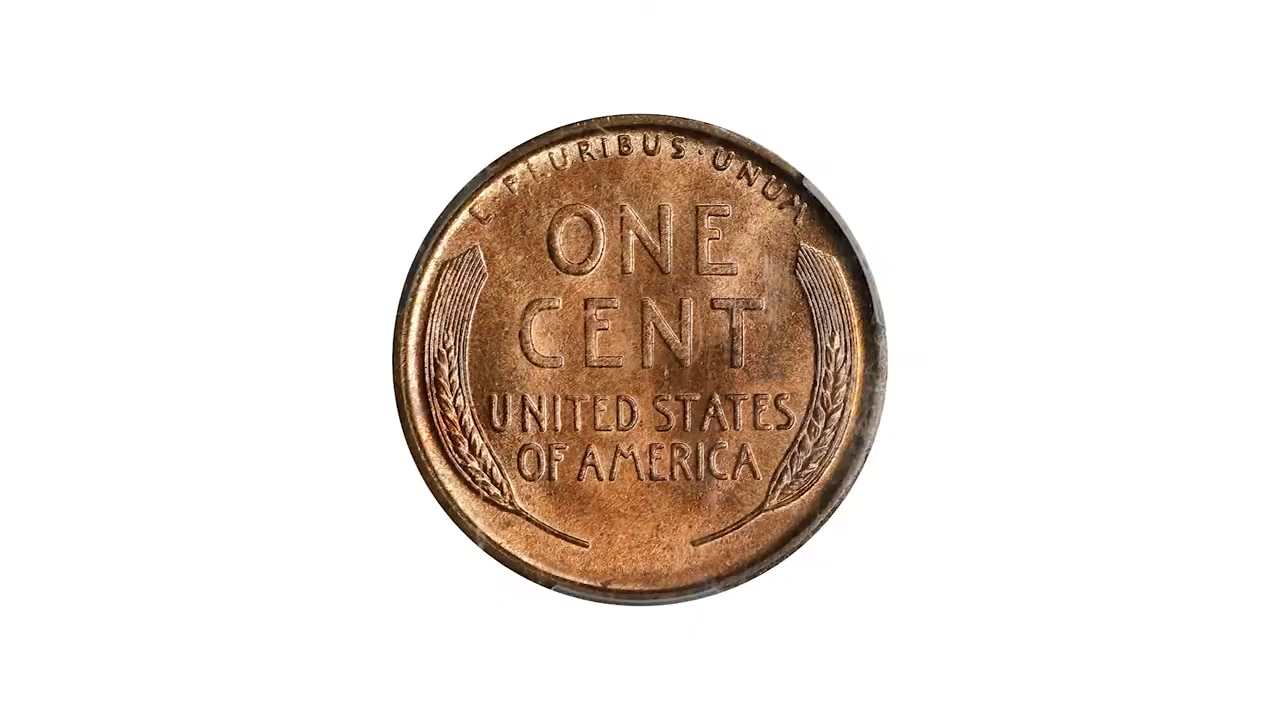 E PLURIBUS·UNUM
ONE
CENT
UNITED STATES
OF AMERICA